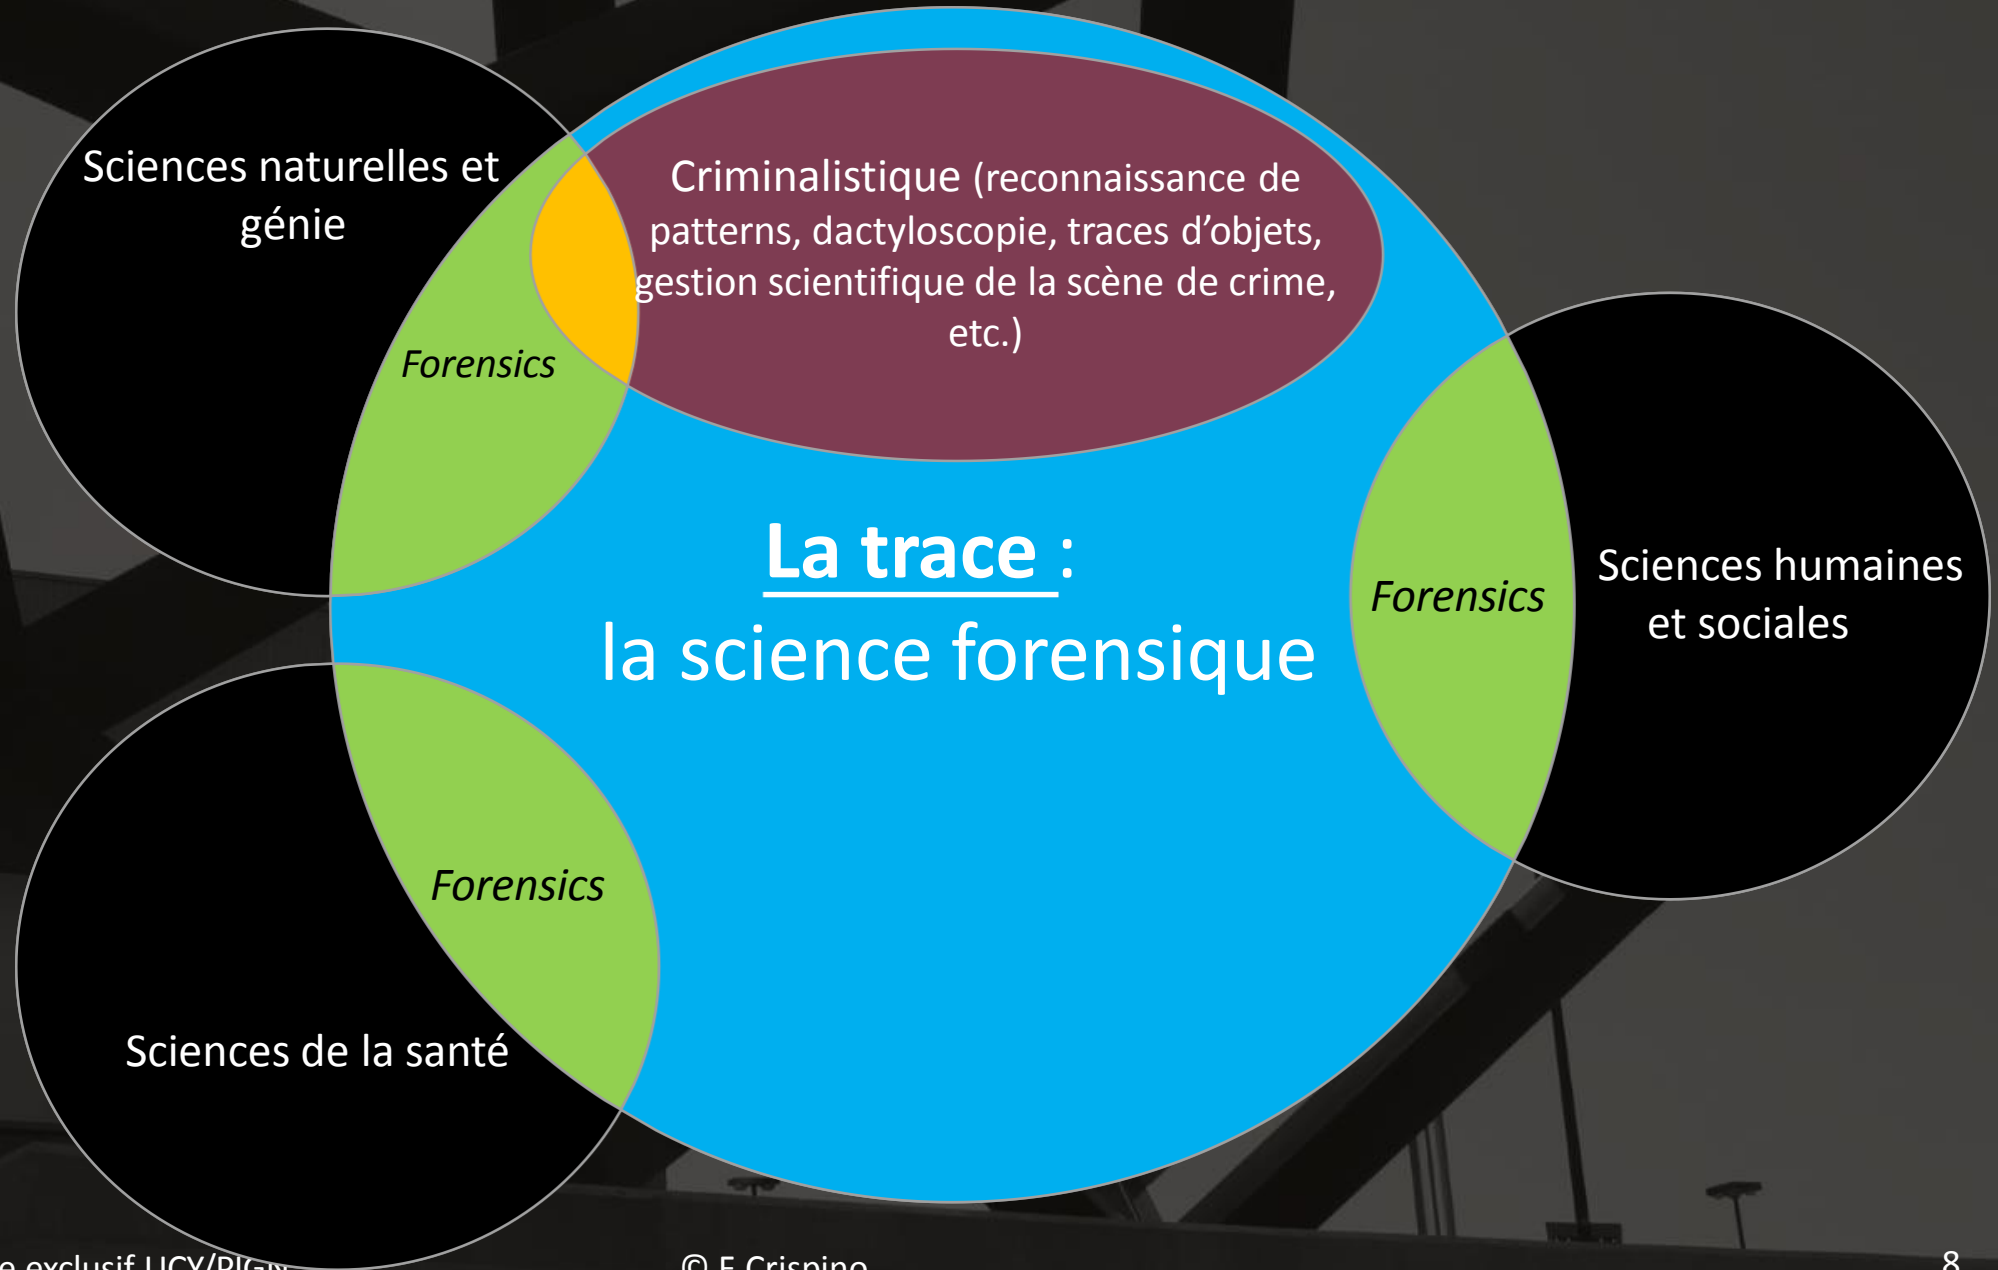 Sciences naturelles et
génie
Criminalistique (reconnaissance de
patterns, dactyloscopie, traces d'objets,
gestion scientifique de la scène de crime,
etc.)
Forensics
La trace :
la science forensique
Forensics
Sciences humaines
et sociales
Forensics
Sciences de la santé
exclusif
© F Crispino
8